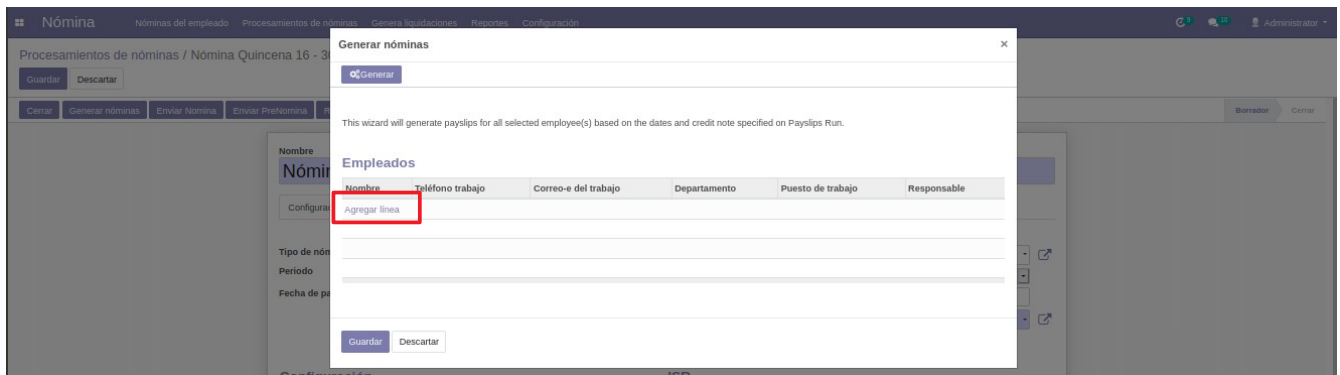 Nómina Nóminas del empleado Procesamientos de nóminas Genera liquidaciones Reportes Configuración Administrator
Procesamientos de nóminas / Nómina Quincena 16 - 3
Guardar Descartar
Cerrar Generar nóminas Enviar Nomina Enviar PreNomina R
Borrador Cerrar
Generar nóminas ×
Generar
This wizard will generate payslips for all selected employee(s) based on the dates and credit note specified on Payslips Run.
Empleados
Nombre Teléfono trabajo Correo-e del trabajo Departamento Puesto de trabajo Responsable
Agregar línea
Guardar Descartar
Nombre
Nómin
Configura
Tipo de nóm
Periodo
Fecha de pa
Configuración ISR